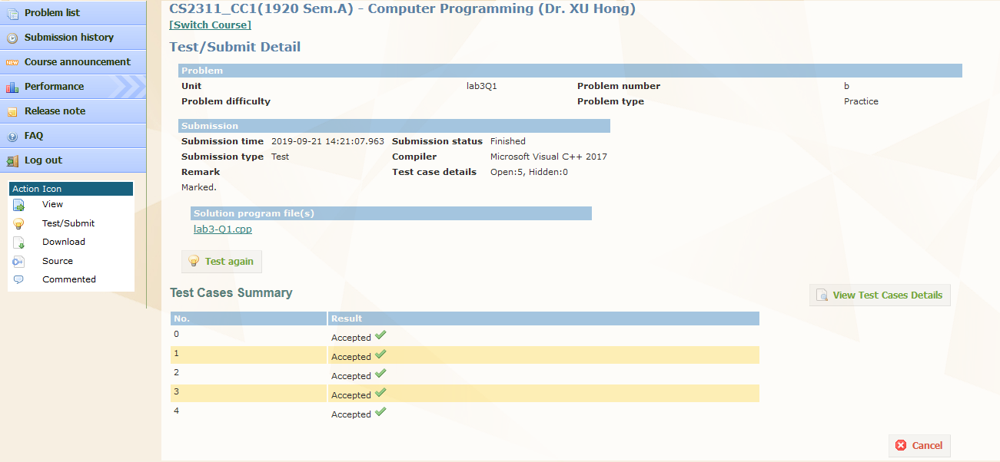 Problem list
Submission history
NEW Course announcement
Performance
Release note
FAQ
Log out
Action Icon
View
Test/Submit
Download
Source
Commented
CS2311_CC1(1920 Sem.A) - Computer Programming (Dr. XU Hong)
[Switch Course]
Test/Submit Detail
Problem
Unit lab3Q1 Problem number b
Problem difficulty Problem type Practice
Submission
Submission time 2019-09-21 14:21:07.963 Submission status Finished
Submission type Test Compiler Microsoft Visual C++ 2017
Remark Test case details Open:5, Hidden:0
Marked.
Solution program file(s)
lab3-Q1.cpp
Test again
Test Cases Summary
View Test Cases Details
No. Result
0 Accepted
1 Accepted
2 Accepted
3 Accepted
4 Accepted
Cancel